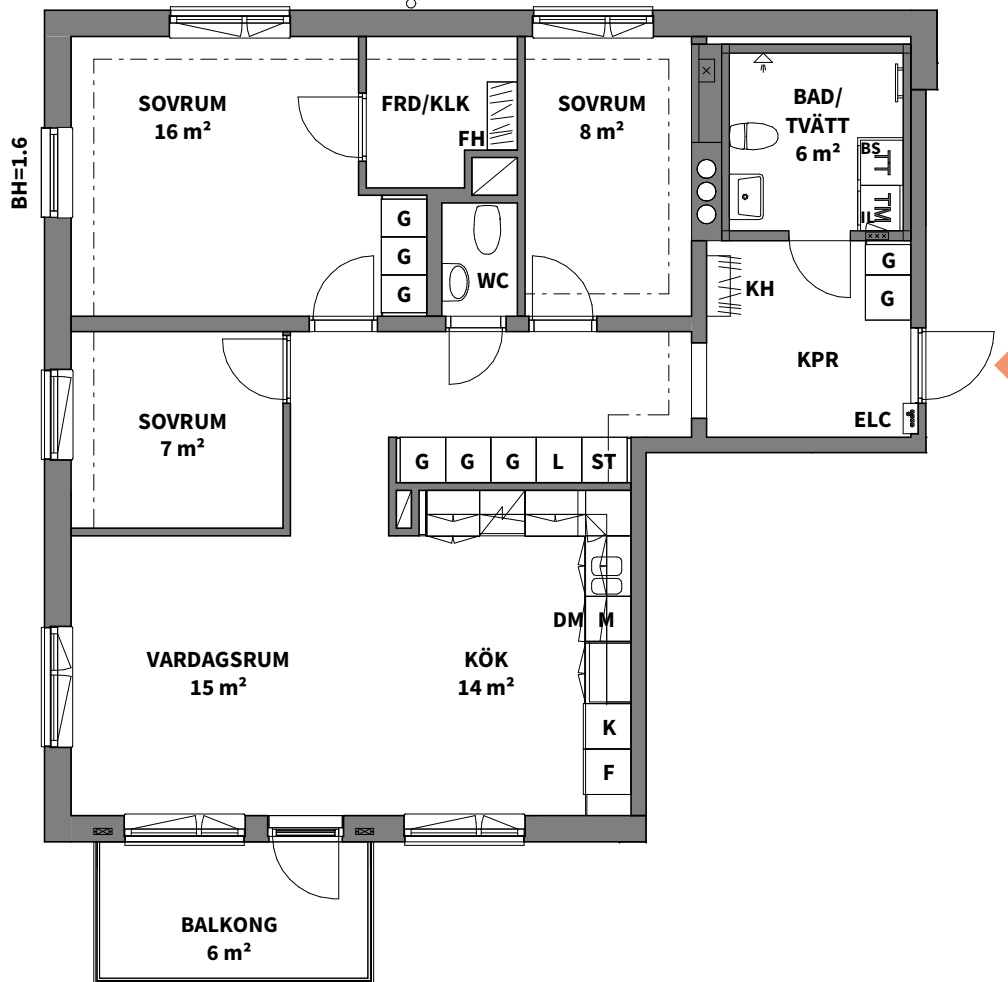 SOVRUM
16 m²
FRD/KLK
FH
SOVRUM
8 m²
BAD/
TVÄTT
6 m²
BS
TT
TM
BH=1.6
G
G
G
WC
KH
G
G
KPR
ELC
SOVRUM
7 m²
G G G L ST
DM M
VARDAGSRUM
15 m²
KÖK
14 m²
K
F
BALKONG
6 m²